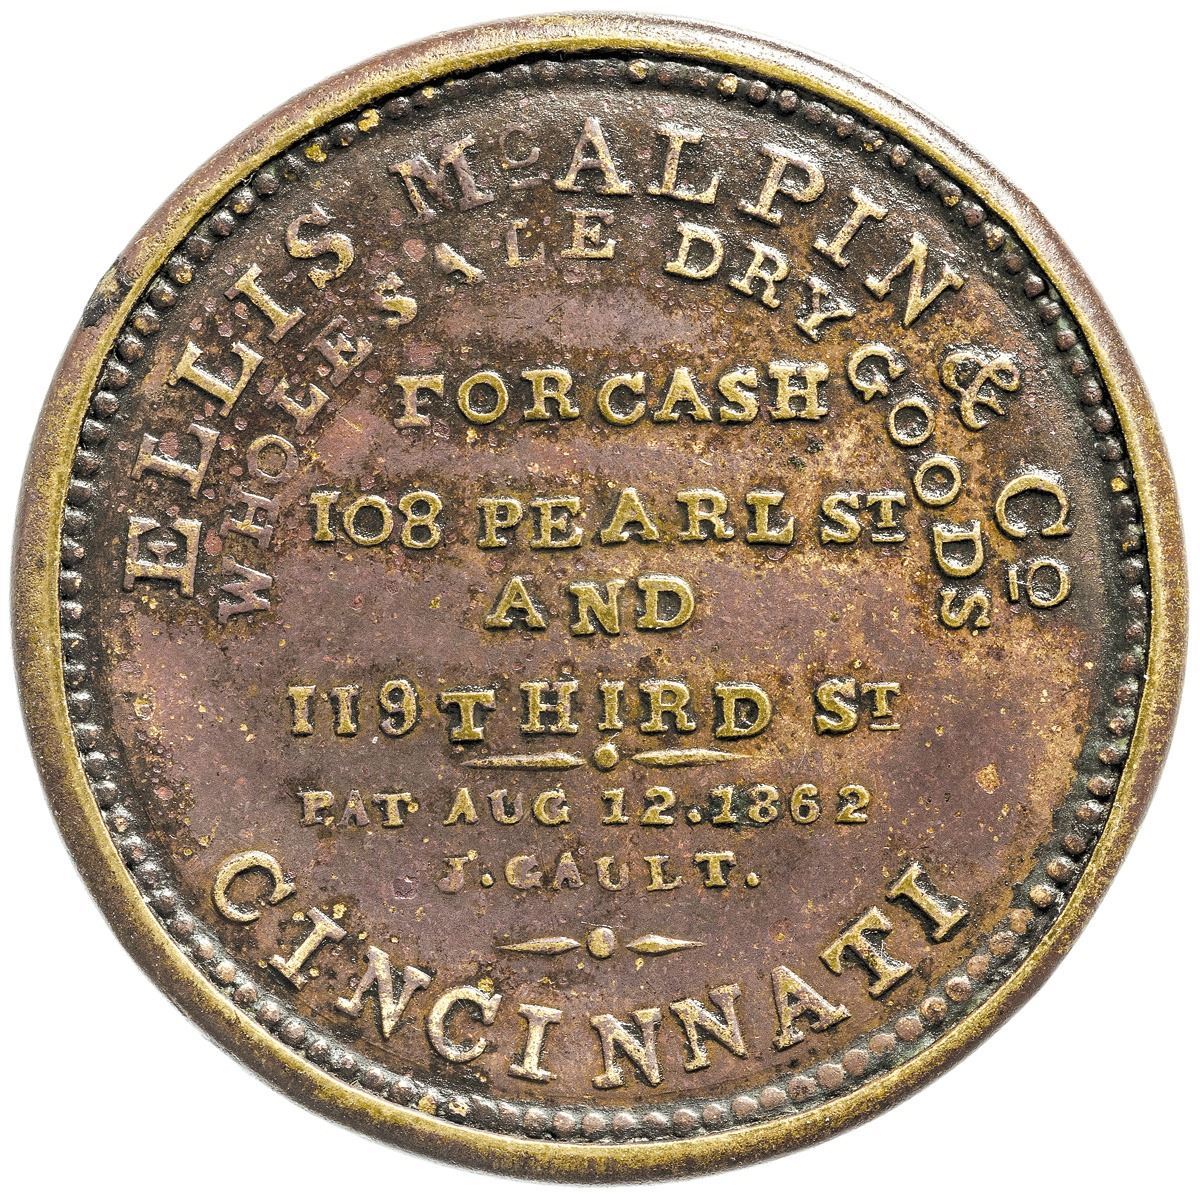 ELLIS McALPIN & Co
WHOLESALE DRY GOODS
FOR CASH
108 PEARL ST
AND
119 THIRD ST
PAT. AUG 12.1862
J.GAULT.
CINCINNATI